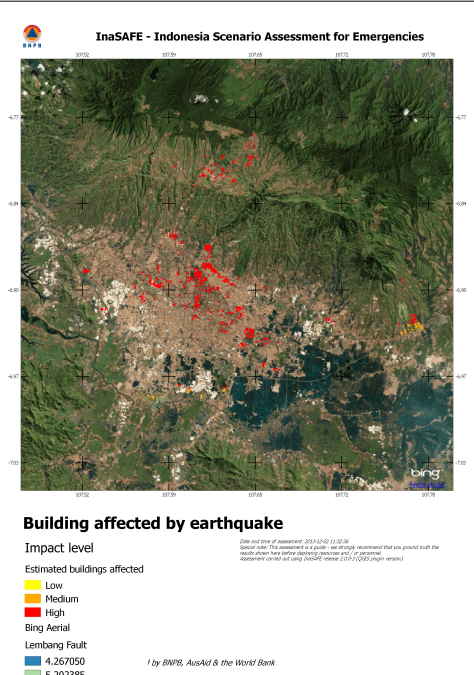 BNPB
InaSAFE - Indonesia Scenario Assessment for Emergencies
107.52 107.59 107.65 107.72 107.78
-6.77 -6.77
-6.84 -6.84
-6.90 -6.90
-6.97 -6.97
-7.03 -7.03
bing
107.52 107.59 107.65 107.72 107.78
Building affected by earthquake
Impact level
Date and time of assessment: 2013-12-02 11:32:36
Special note: This assessment is a guide - we strongly recommend that you ground truth the
results shown here before deploying resources and / or personnel.
Assessment carried out using InaSAFE release 2.0.0-3 (QGIS plugin version).
Estimated buildings affected
Low
Medium
High
Bing Aerial
Lembang Fault
4.267050
l by BNPB, AusAid & the World Bank
5.202385